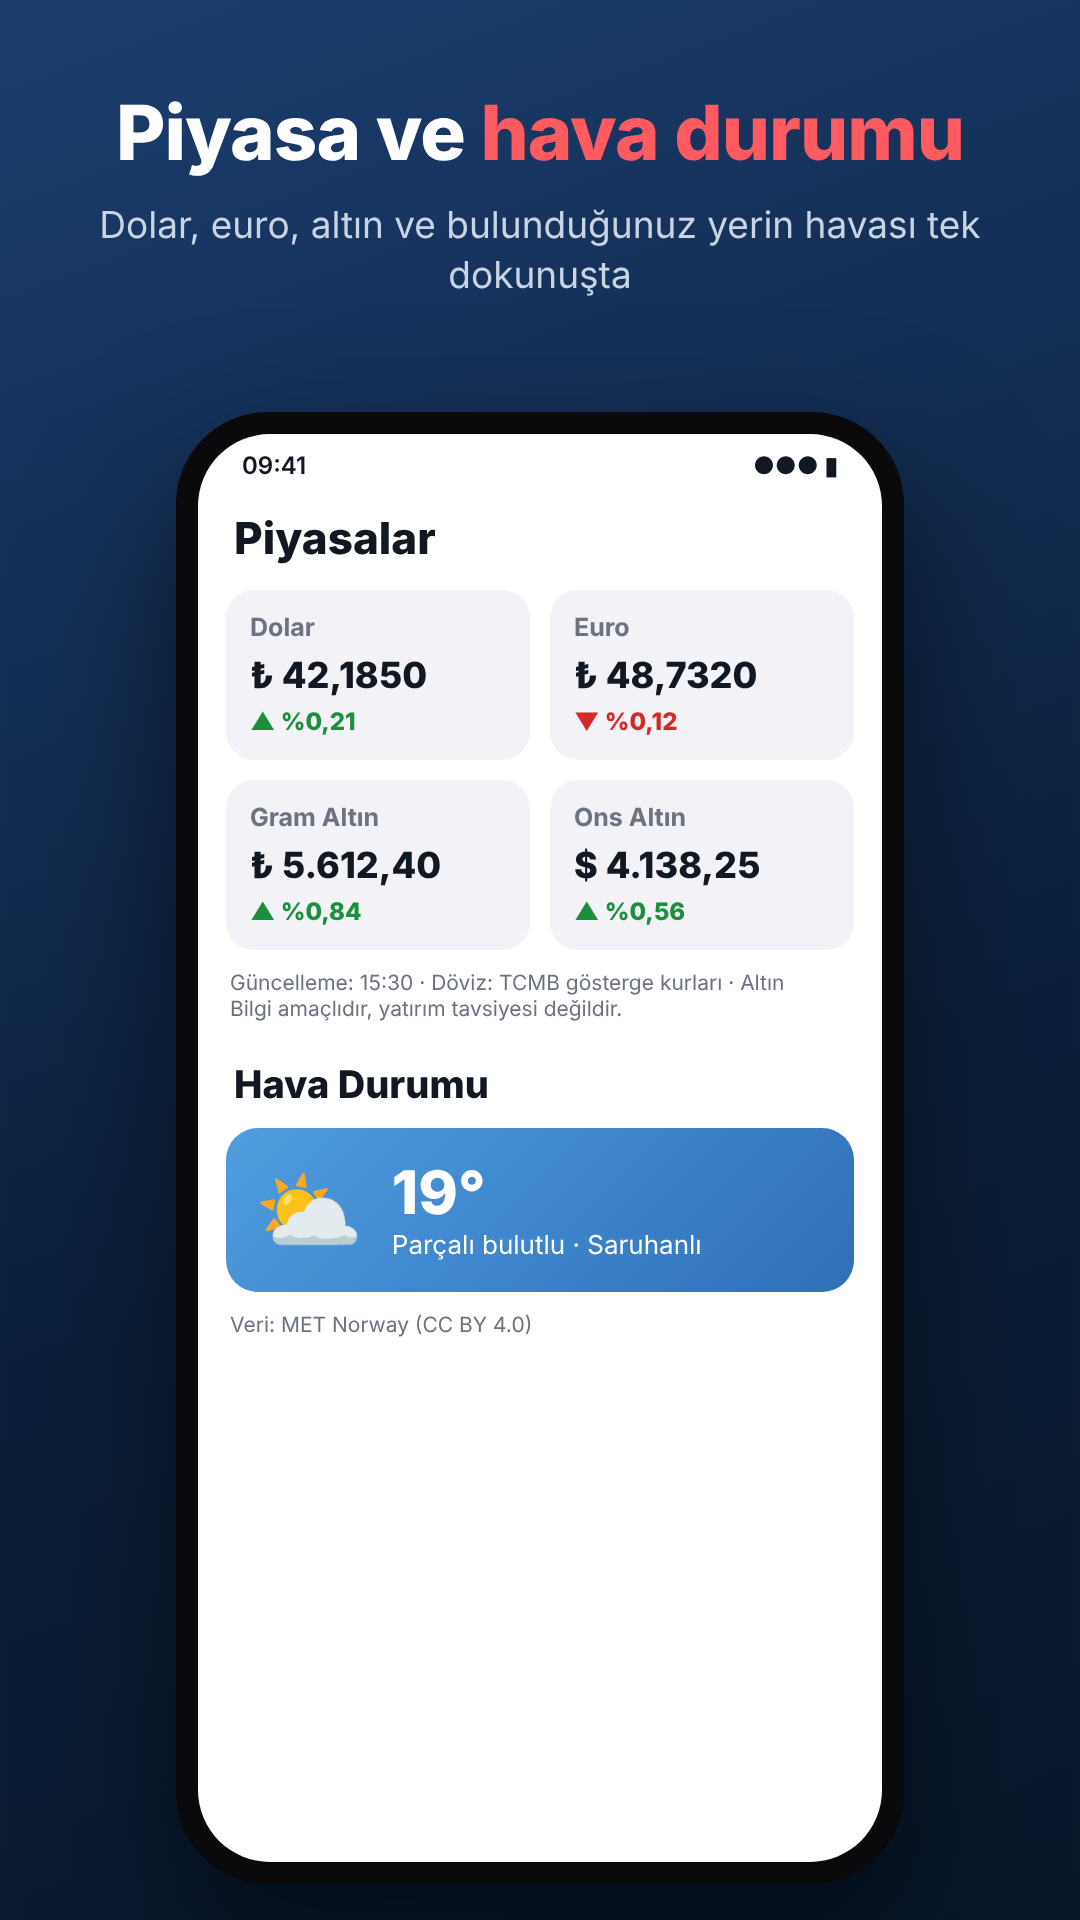 Piyasa ve hava durumu
Dolar, euro, altın ve bulunduğunuz yerin havası tek
dokunuşta
09:41
Piyasalar
Dolar
₺ 42,1850
▲ %0,21
Euro
₺ 48,7320
▼ %0,12
Gram Altın
₺ 5.612,40
▲ %0,84
Ons Altın
$ 4.138,25
▲ %0,56
Güncelleme: 15:30 · Döviz: TCMB gösterge kurları · Altın
Bilgi amaçlıdır, yatırım tavsiyesi değildir.
Hava Durumu
19°
Parçalı bulutlu · Saruhanlı
Veri: MET Norway (CC BY 4.0)